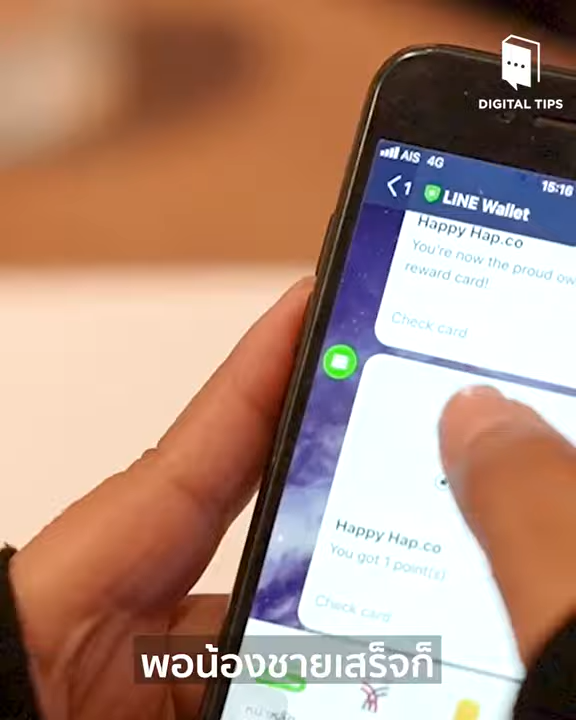 DIGITAL TIPS
AIS 4G
15:16
1 LINE Wallet
Happy Hap.co
You're now the proud ow
reward card!
Check card
Happy Hap.co
You got 1 point(s)
Check card
พอน้องชายเสร็จก็